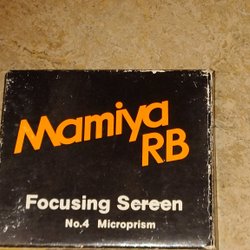 Mamiya
RB
Focusing Sereen
No.4 Microprism